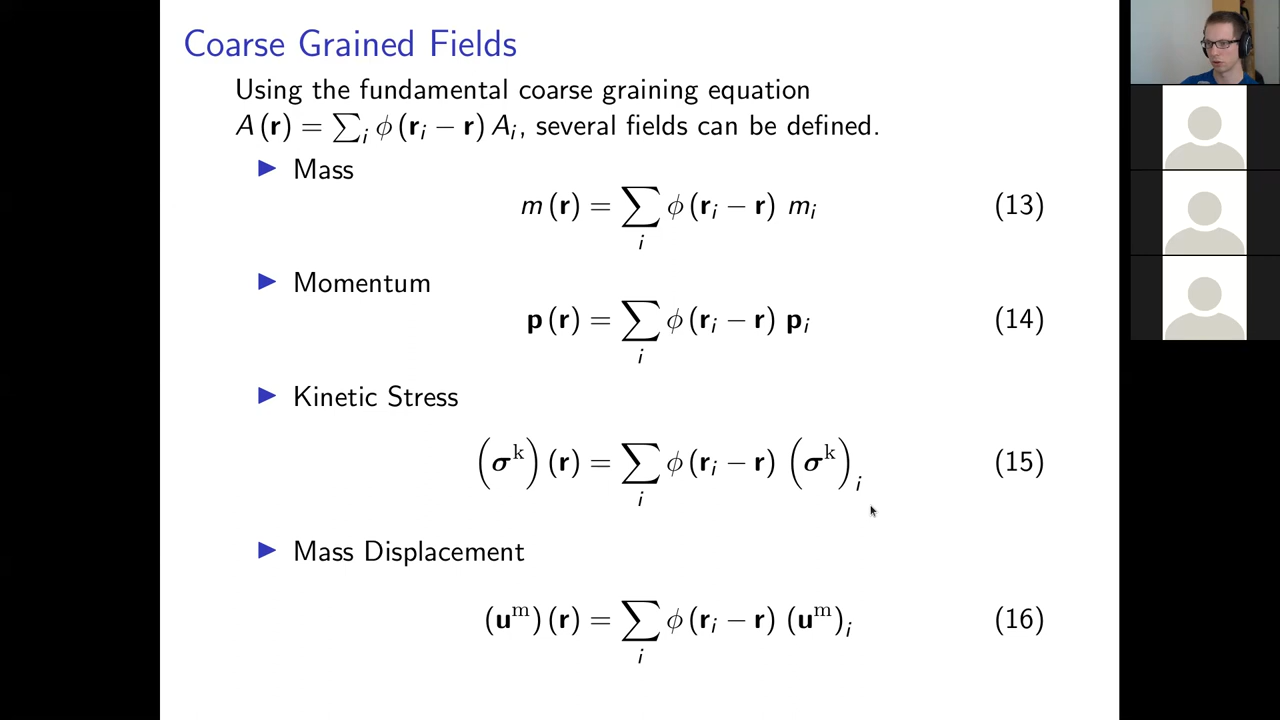 Coarse Grained Fields
Using the fundamental coarse graining equation
A (r) = ∑ᵢ ϕ (rᵢ − r) Aᵢ, several fields can be defined.
▶ Mass
m (r) = ∑ᵢ ϕ (rᵢ − r) mᵢ (13)
▶ Momentum
p (r) = ∑ᵢ ϕ (rᵢ − r) pᵢ (14)
▶ Kinetic Stress
(σᵏ) (r) = ∑ᵢ ϕ (rᵢ − r) (σᵏ)ᵢ (15)
▶ Mass Displacement
(uᵐ) (r) = ∑ᵢ ϕ (rᵢ − r) (uᵐ)ᵢ (16)